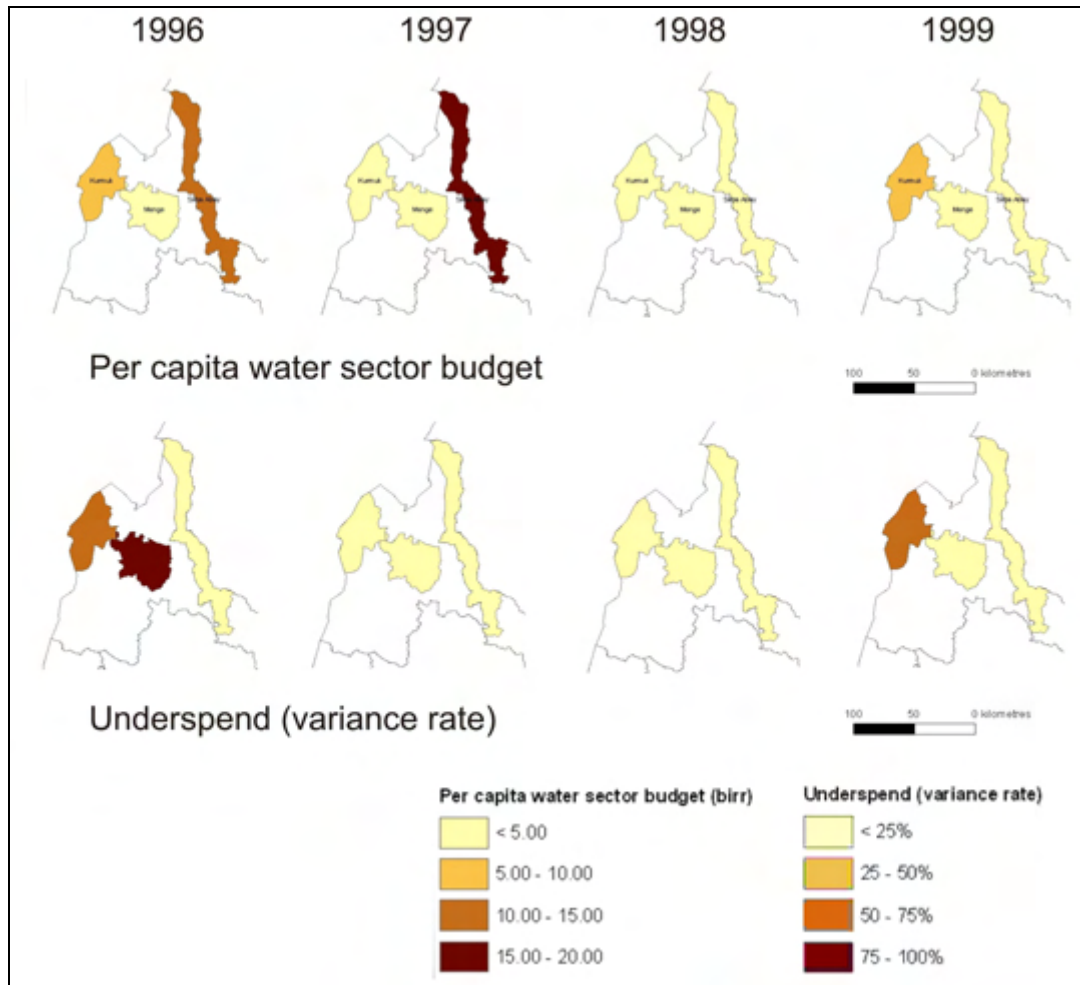 1996 1997 1998 1999
Kurmuk Menge Sirba Abay Kurmuk Menge Sirba Abay Kurmuk Menge Sirba Abay Kurmuk Menge Sirba Abay
Per capita water sector budget
100 50 0 kilometres
Underspend (variance rate)
100 50 0 kilometres
Per capita water sector budget (birr)
< 5.00
5.00 - 10.00
10.00 - 15.00
15.00 - 20.00
Underspend (variance rate)
< 25%
25 - 50%
50 - 75%
75 - 100%